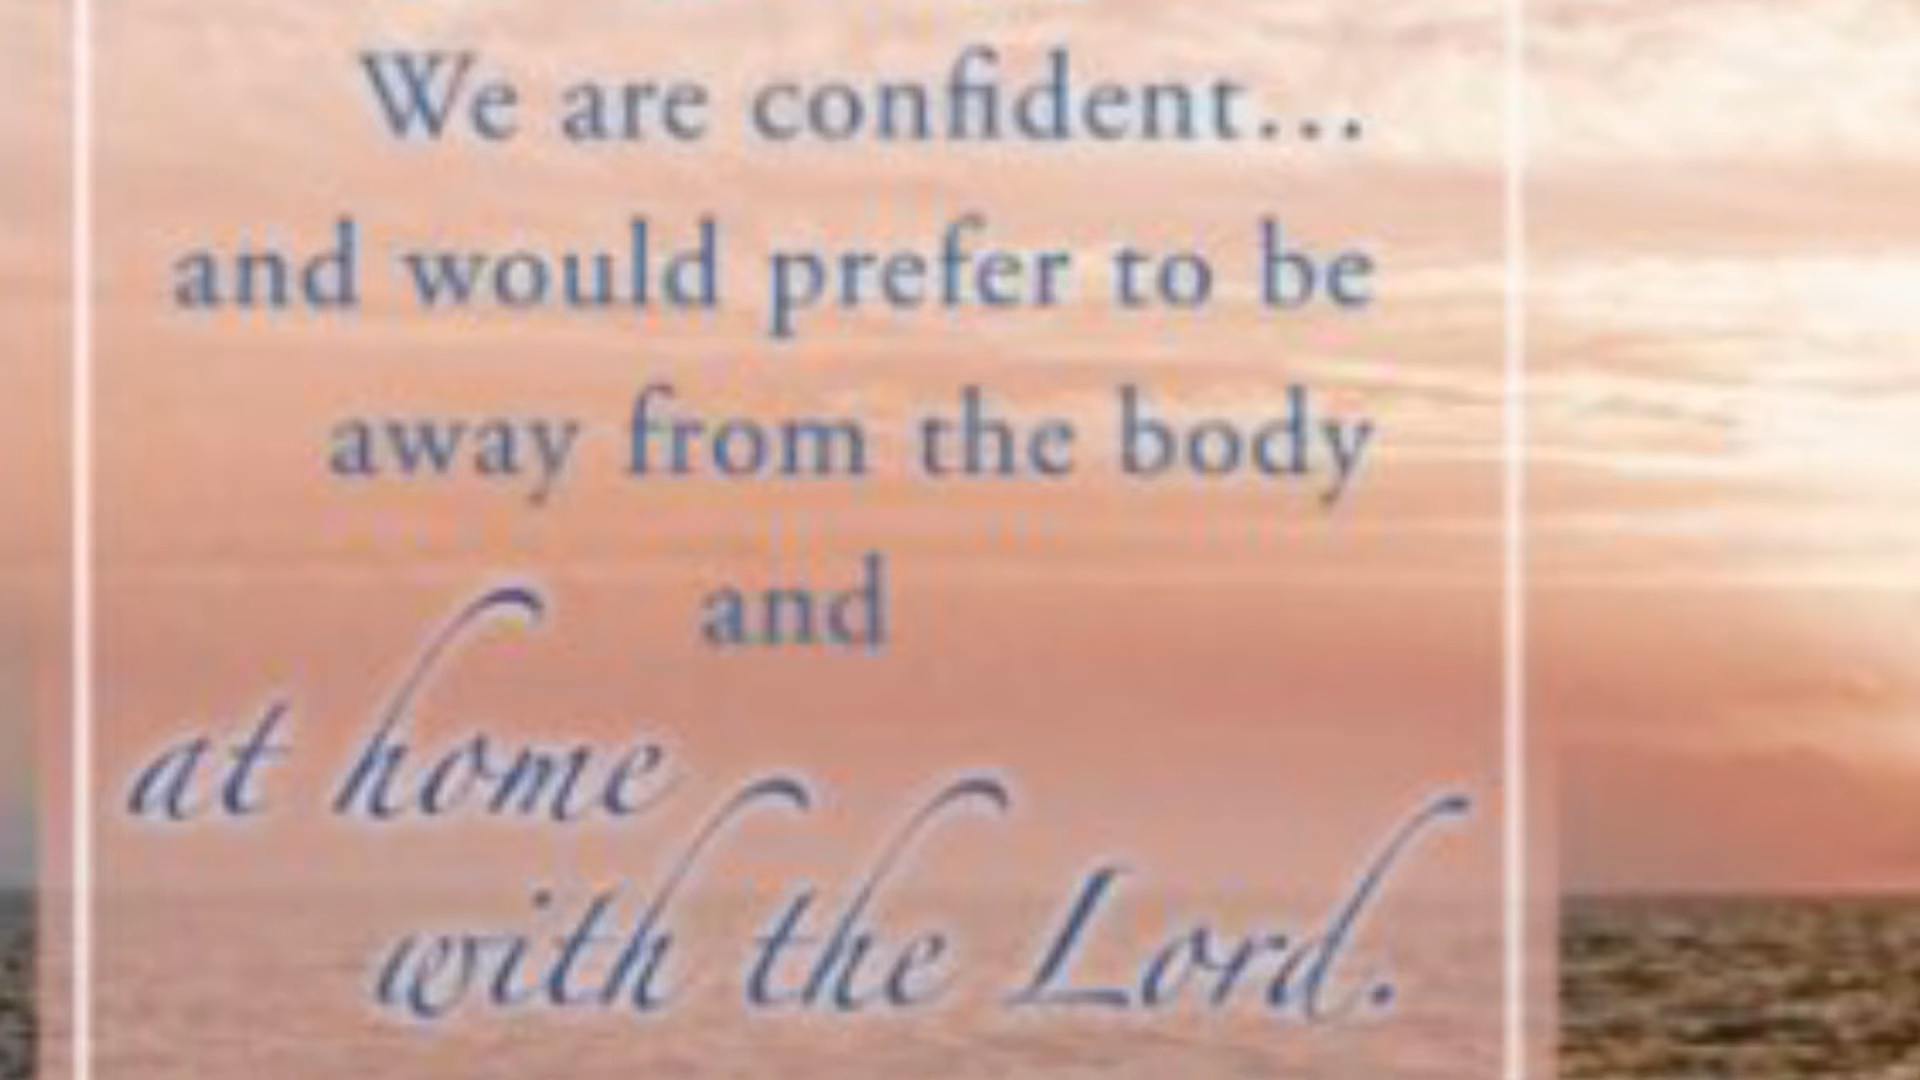 We are confident...
and would prefer to be
away from the body
and
at home
with the Lord.